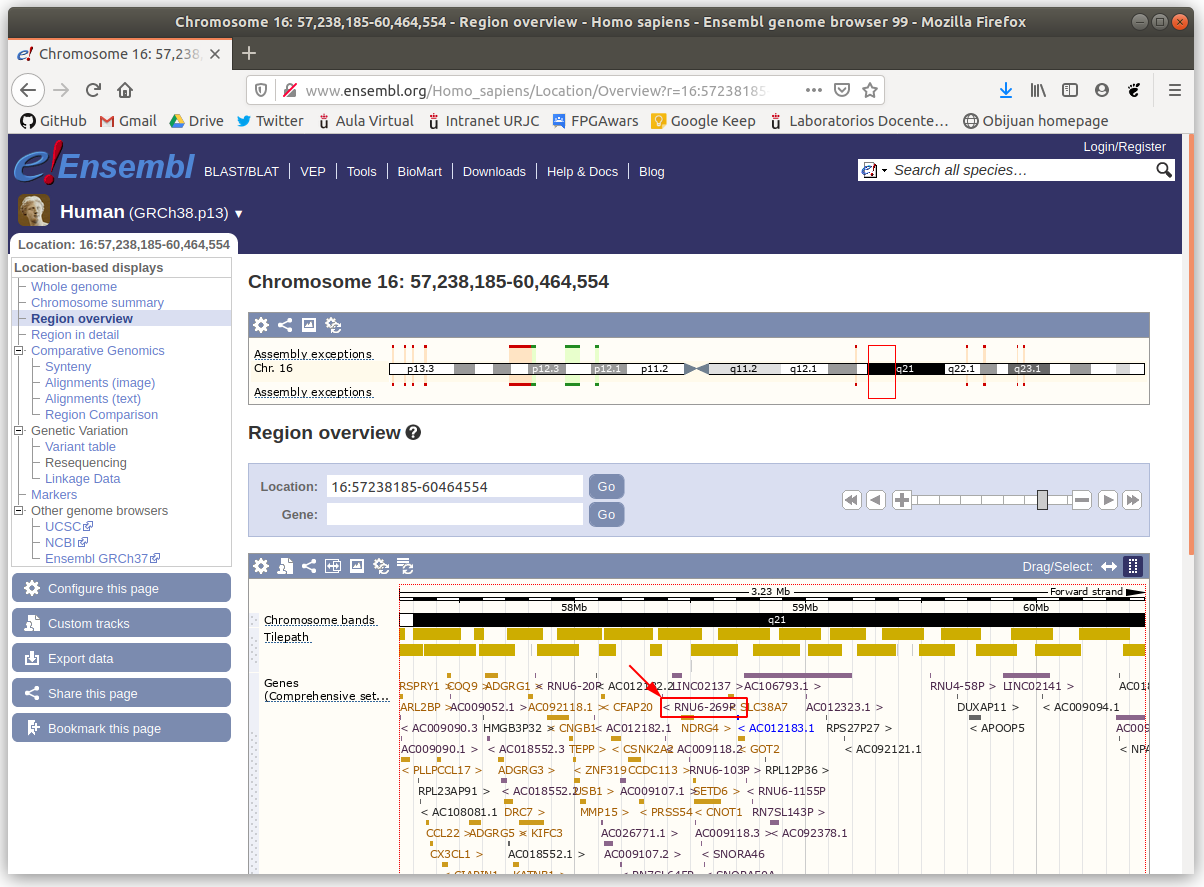 Chromosome 16: 57,238,185-60,464,554 - Region overview - Homo sapiens - Ensembl genome browser 99 - Mozilla Firefox
Chromosome 16: 57,238
www.ensembl.org/Homo_sapiens/Location/Overview?r=16:57238185
GitHub Gmail Drive Twitter Aula Virtual Intranet URJC FPGAwars Google Keep Laboratorios Docente… Obijuan homepage
Login/Register
e!Ensembl BLAST/BLAT VEP Tools BioMart Downloads Help & Docs Blog
Search all species…
Human (GRCh38.p13) ▼
Location: 16:57,238,185-60,464,554
Location-based displays
Whole genome
Chromosome summary
Region overview
Region in detail
Comparative Genomics
Synteny
Alignments (image)
Alignments (text)
Region Comparison
Genetic Variation
Variant table
Resequencing
Linkage Data
Markers
Other genome browsers
UCSC
NCBI
Ensembl GRCh37
Configure this page
Custom tracks
Export data
Share this page
Bookmark this page
Chromosome 16: 57,238,185-60,464,554
Assembly exceptions
Chr. 16 p13.3 p12.3 p12.1 p11.2 q11.2 q12.1 q21 q22.1 q23.1
Assembly exceptions
Region overview
Location: 16:57238185-60464554 Go
Gene: Go
Drag/Select:
3.23 Mb Forward strand
58Mb 59Mb 60Mb
Chromosome bands q21
Tilepath
Genes
(Comprehensive set...
RSPRY1 > COQ9 > ADGRG1 > < RNU6-20P < AC012182.2 LINC02137 > AC106793.1 > RNU4-58P > LINC02141 > AC018
ARL2BP > AC009052.1 > AC092118.1 > < CFAP20 < RNU6-269P SLC38A7 AC012323.1 > DUXAP11 > < AC009094.1
< AC009090.3 HMGB3P32 < CNGB1 < AC012182.1 NDRG4 > < AC012183.1 RPS27P27 > < APOOP5 AC009
AC009090.1 > < AC018552.3 TEPP > < CSNK2A2 < AC009118.2 < GOT2 < AC092121.1 < NPA
< PLLP CCL17 > ADGRG3 > < ZNF319 CCDC113 > RNU6-103P > RPL12P36 >
RPL23AP91 > < AC018552.2 USB1 > AC009107.1 > SETD6 > < RNU6-1155P
< AC108081.1 DRC7 > MMP15 > < PRSS54 < CNOT1 RN7SL143P >
CCL22 > ADGRG5 > < KIFC3 AC026771.1 > AC009118.3 > < AC092378.1
CX3CL1 > AC018552.1 > AC009107.2 > < SNORA46
< CIAPIN1 < KATNB1 > < RN7SL645P < SNORA50A